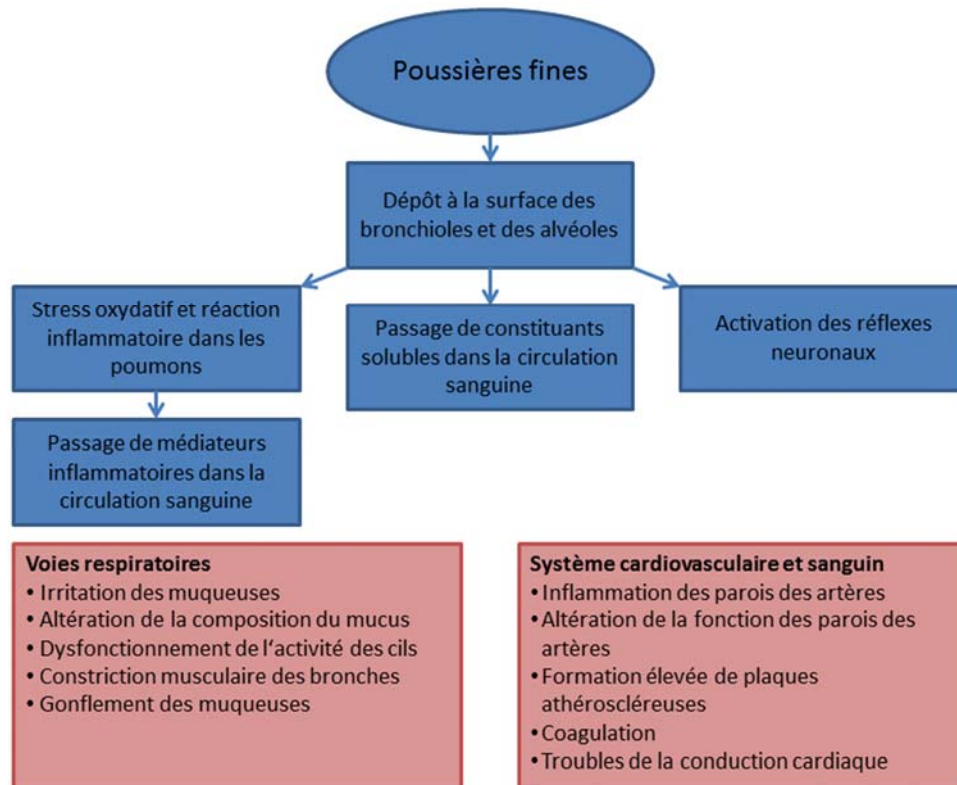 Poussières fines
Dépôt à la surface des
bronchioles et des alvéoles
Stress oxydatif et réaction
inflammatoire dans les
poumons
Passage de constituants
solubles dans la circulation
sanguine
Activation des réflexes
neuronaux
Passage de médiateurs
inflammatoires dans la
circulation sanguine
Voies respiratoires
• Irritation des muqueuses
• Altération de la composition du mucus
• Dysfonctionnement de l‘activité des cils
• Constriction musculaire des bronches
• Gonflement des muqueuses
Système cardiovasculaire et sanguin
• Inflammation des parois des artères
• Altération de la fonction des parois des
artères
• Formation élevée de plaques
athéroscléreuses
• Coagulation
• Troubles de la conduction cardiaque